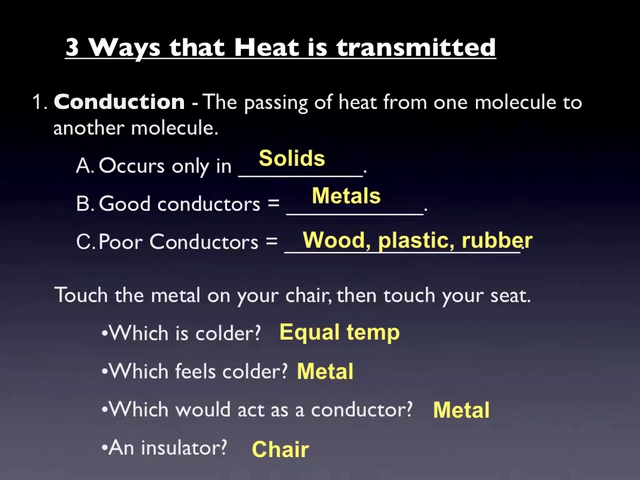 3 Ways that Heat is transmitted
1. Conduction - The passing of heat from one molecule to
another molecule.
A. Occurs only in Solids.
B. Good conductors = Metals.
C. Poor Conductors = Wood, plastic, rubber.
Touch the metal on your chair, then touch your seat.
•Which is colder? Equal temp
•Which feels colder? Metal
•Which would act as a conductor? Metal
•An insulator? Chair